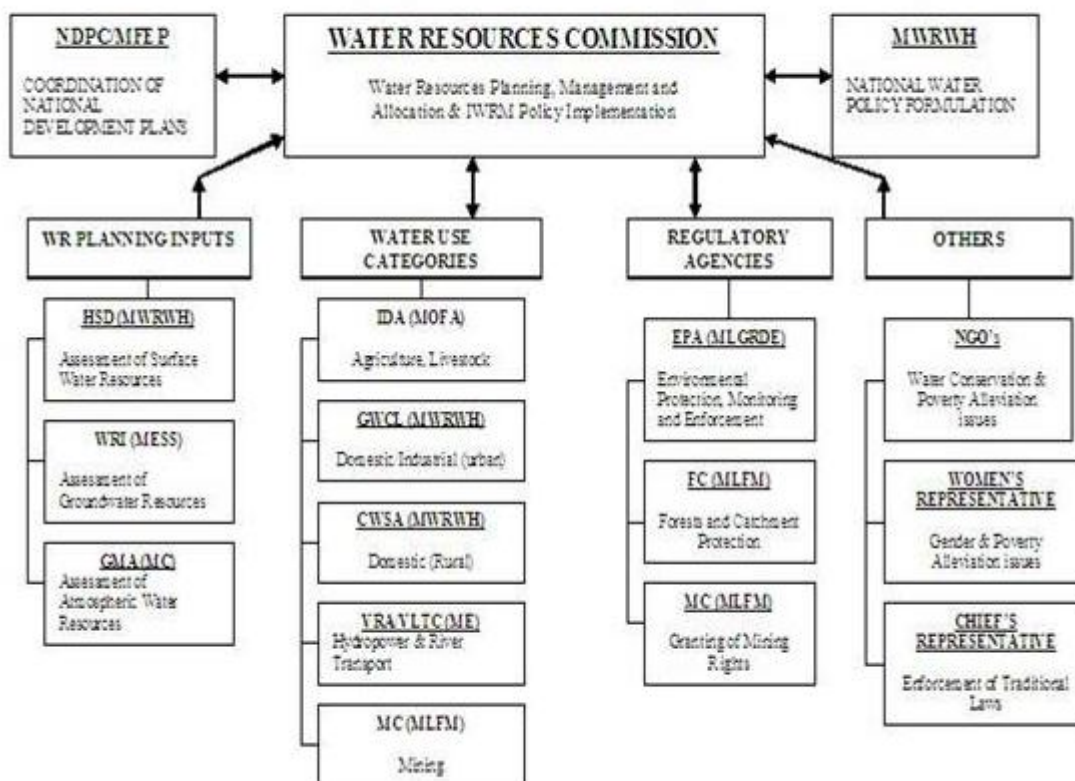 NDPC/MFEP
COORDINATION OF
NATIONAL
DEVELOPMENT PLANS
WATER RESOURCES COMMISSION
Water Resources Planning, Management and
Allocation & IWRM Policy Implementation
MWRWH
NATIONAL WATER
POLICY FORMULATION
WR PLANNING INPUTS
HSD (MWRWH)
Assessment of Surface
Water Resources
WRI (MESS)
Assessment of
Groundwater Resources
GMA (MC)
Assessment of
Atmospheric Water
Resources
WATER USE
CATEGORIES
IDA (MOFA)
Agriculture, Livestock
GWCL (MWRWH)
Domestic Industrial (urban)
CWSA (MWRWH)
Domestic (Rural)
VRA VLTC (ME)
Hydropower & River
Transport
MC (MLFM)
Mining
REGULATORY
AGENCIES
EPA (MLGRDE)
Environmental
Protection, Monitoring
and Enforcement
FC (MLFM)
Forests and Catchment
Protection
MC (MLFM)
Granting of Mining
Rights
OTHERS
NGO's
Water Conservation &
Poverty Alleviation
issues
WOMEN'S
REPRESENTATIVE
Gender & Poverty
Alleviation issues
CHIEF'S
REPRESENTATIVE
Enforcement of Traditional
Laws